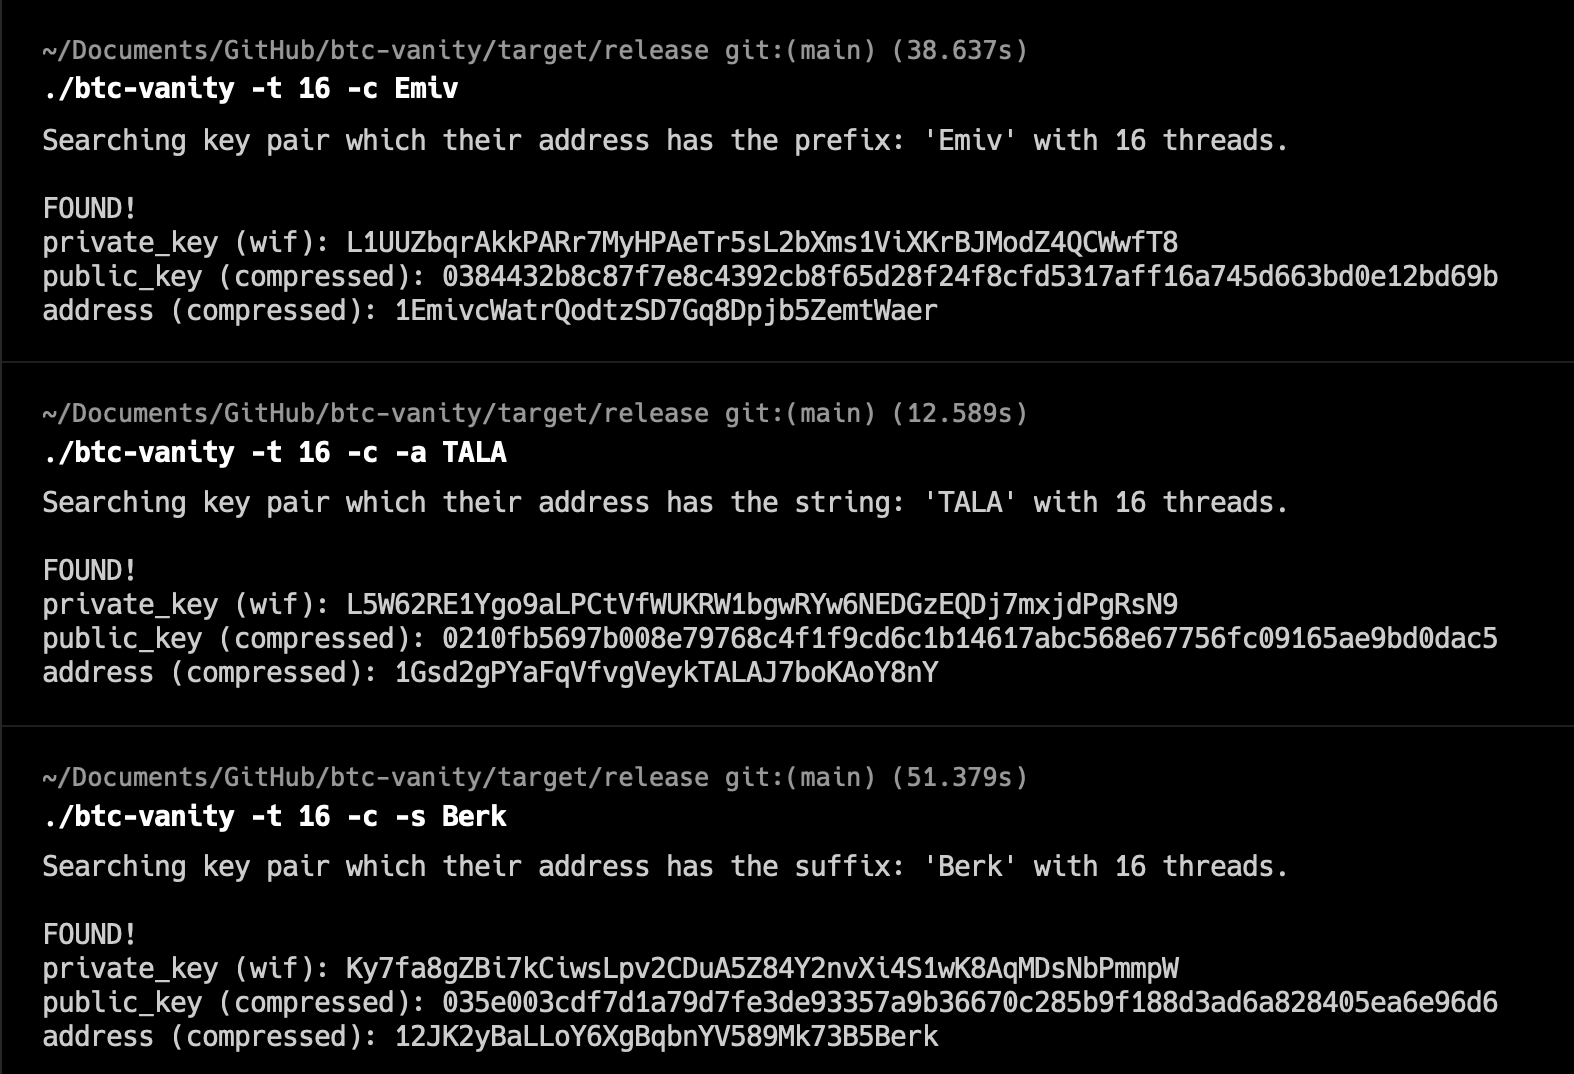 ~/Documents/GitHub/btc-vanity/target/release git:(main) (38.637s)
./btc-vanity -t 16 -c Emiv
Searching key pair which their address has the prefix: 'Emiv' with 16 threads.
FOUND!
private_key (wif): L1UUZbqrAkkPARr7MyHPAeTr5sL2bXms1ViXKrBJModZ4QCWwfT8
public_key (compressed): 0384432b8c87f7e8c4392cb8f65d28f24f8cfd5317aff16a745d663bd0e12bd69b
address (compressed): 1EmivcWatrQodtzSD7Gq8Dpjb5ZemtWaer
~/Documents/GitHub/btc-vanity/target/release git:(main) (12.589s)
./btc-vanity -t 16 -c -a TALA
Searching key pair which their address has the string: 'TALA' with 16 threads.
FOUND!
private_key (wif): L5W62RE1Ygo9aLPCtVfWUKRW1bgwRYw6NEDGzEQDj7mxjdPgRsN9
public_key (compressed): 0210fb5697b008e79768c4f1f9cd6c1b14617abc568e67756fc09165ae9bd0dac5
address (compressed): 1Gsd2gPYaFqVfvgVeykTALAJ7boKAoY8nY
~/Documents/GitHub/btc-vanity/target/release git:(main) (51.379s)
./btc-vanity -t 16 -c -s Berk
Searching key pair which their address has the suffix: 'Berk' with 16 threads.
FOUND!
private_key (wif): Ky7fa8gZBi7kCiwsLpv2CDuA5Z84Y2nvXi4S1wK8AqMDsNbPmmpW
public_key (compressed): 035e003cdf7d1a79d7fe3de93357a9b36670c285b9f188d3ad6a828405ea6e96d6
address (compressed): 12JK2yBaLLoY6XgBqbnYV589Mk73B5Berk